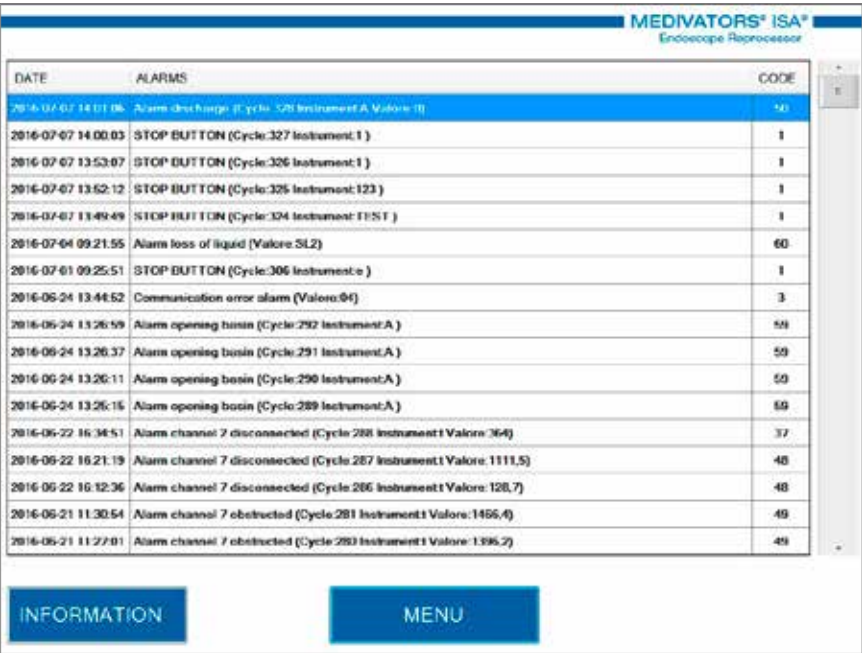 MEDIVATORS® ISA®
Endoscope Reprocessor
DATE ALARMS CODE
2016-07-07 14:01:06 Alarm discharge (Cycle:328 Instrument:A Valore:0) 50
2016-07-07 14:00:03 STOP BUTTON (Cycle:327 Instrument:1 ) 1
2016-07-07 13:53:07 STOP BUTTON (Cycle:326 Instrument:1 ) 1
2016-07-07 13:52:12 STOP BUTTON (Cycle:325 Instrument:123 ) 1
2016-07-07 13:49:49 STOP BUTTON (Cycle:324 Instrument:TEST ) 1
2016-07-04 09:21:55 Alarm loss of liquid (Valore:SL2) 60
2016-07-01 09:25:51 STOP BUTTON (Cycle:306 Instrument:e ) 1
2016-06-24 13:44:52 Communication error alarm (Valore:04) 3
2016-06-24 13:26:59 Alarm opening basin (Cycle:292 Instrument:A ) 59
2016-06-24 13:26:37 Alarm opening basin (Cycle:291 Instrument:A ) 59
2016-06-24 13:26:11 Alarm opening basin (Cycle:290 Instrument:A ) 59
2016-06-24 13:25:15 Alarm opening basin (Cycle:289 Instrument:A ) 59
2016-06-22 16:34:51 Alarm channel 7 disconnected (Cycle:288 Instrument:t Valore:364) 37
2016-06-22 16:21:19 Alarm channel 7 disconnected (Cycle:287 Instrument:t Valore:1111,5) 48
2016-06-22 16:12:36 Alarm channel 7 disconnected (Cycle:286 Instrument:t Valore:128,7) 48
2016-06-21 11:30:54 Alarm channel 7 obstructed (Cycle:281 Instrument:t Valore:1466,4) 49
2016-06-21 11:27:01 Alarm channel 7 obstructed (Cycle:280 Instrument:t Valore:1396,2) 49
INFORMATION MENU